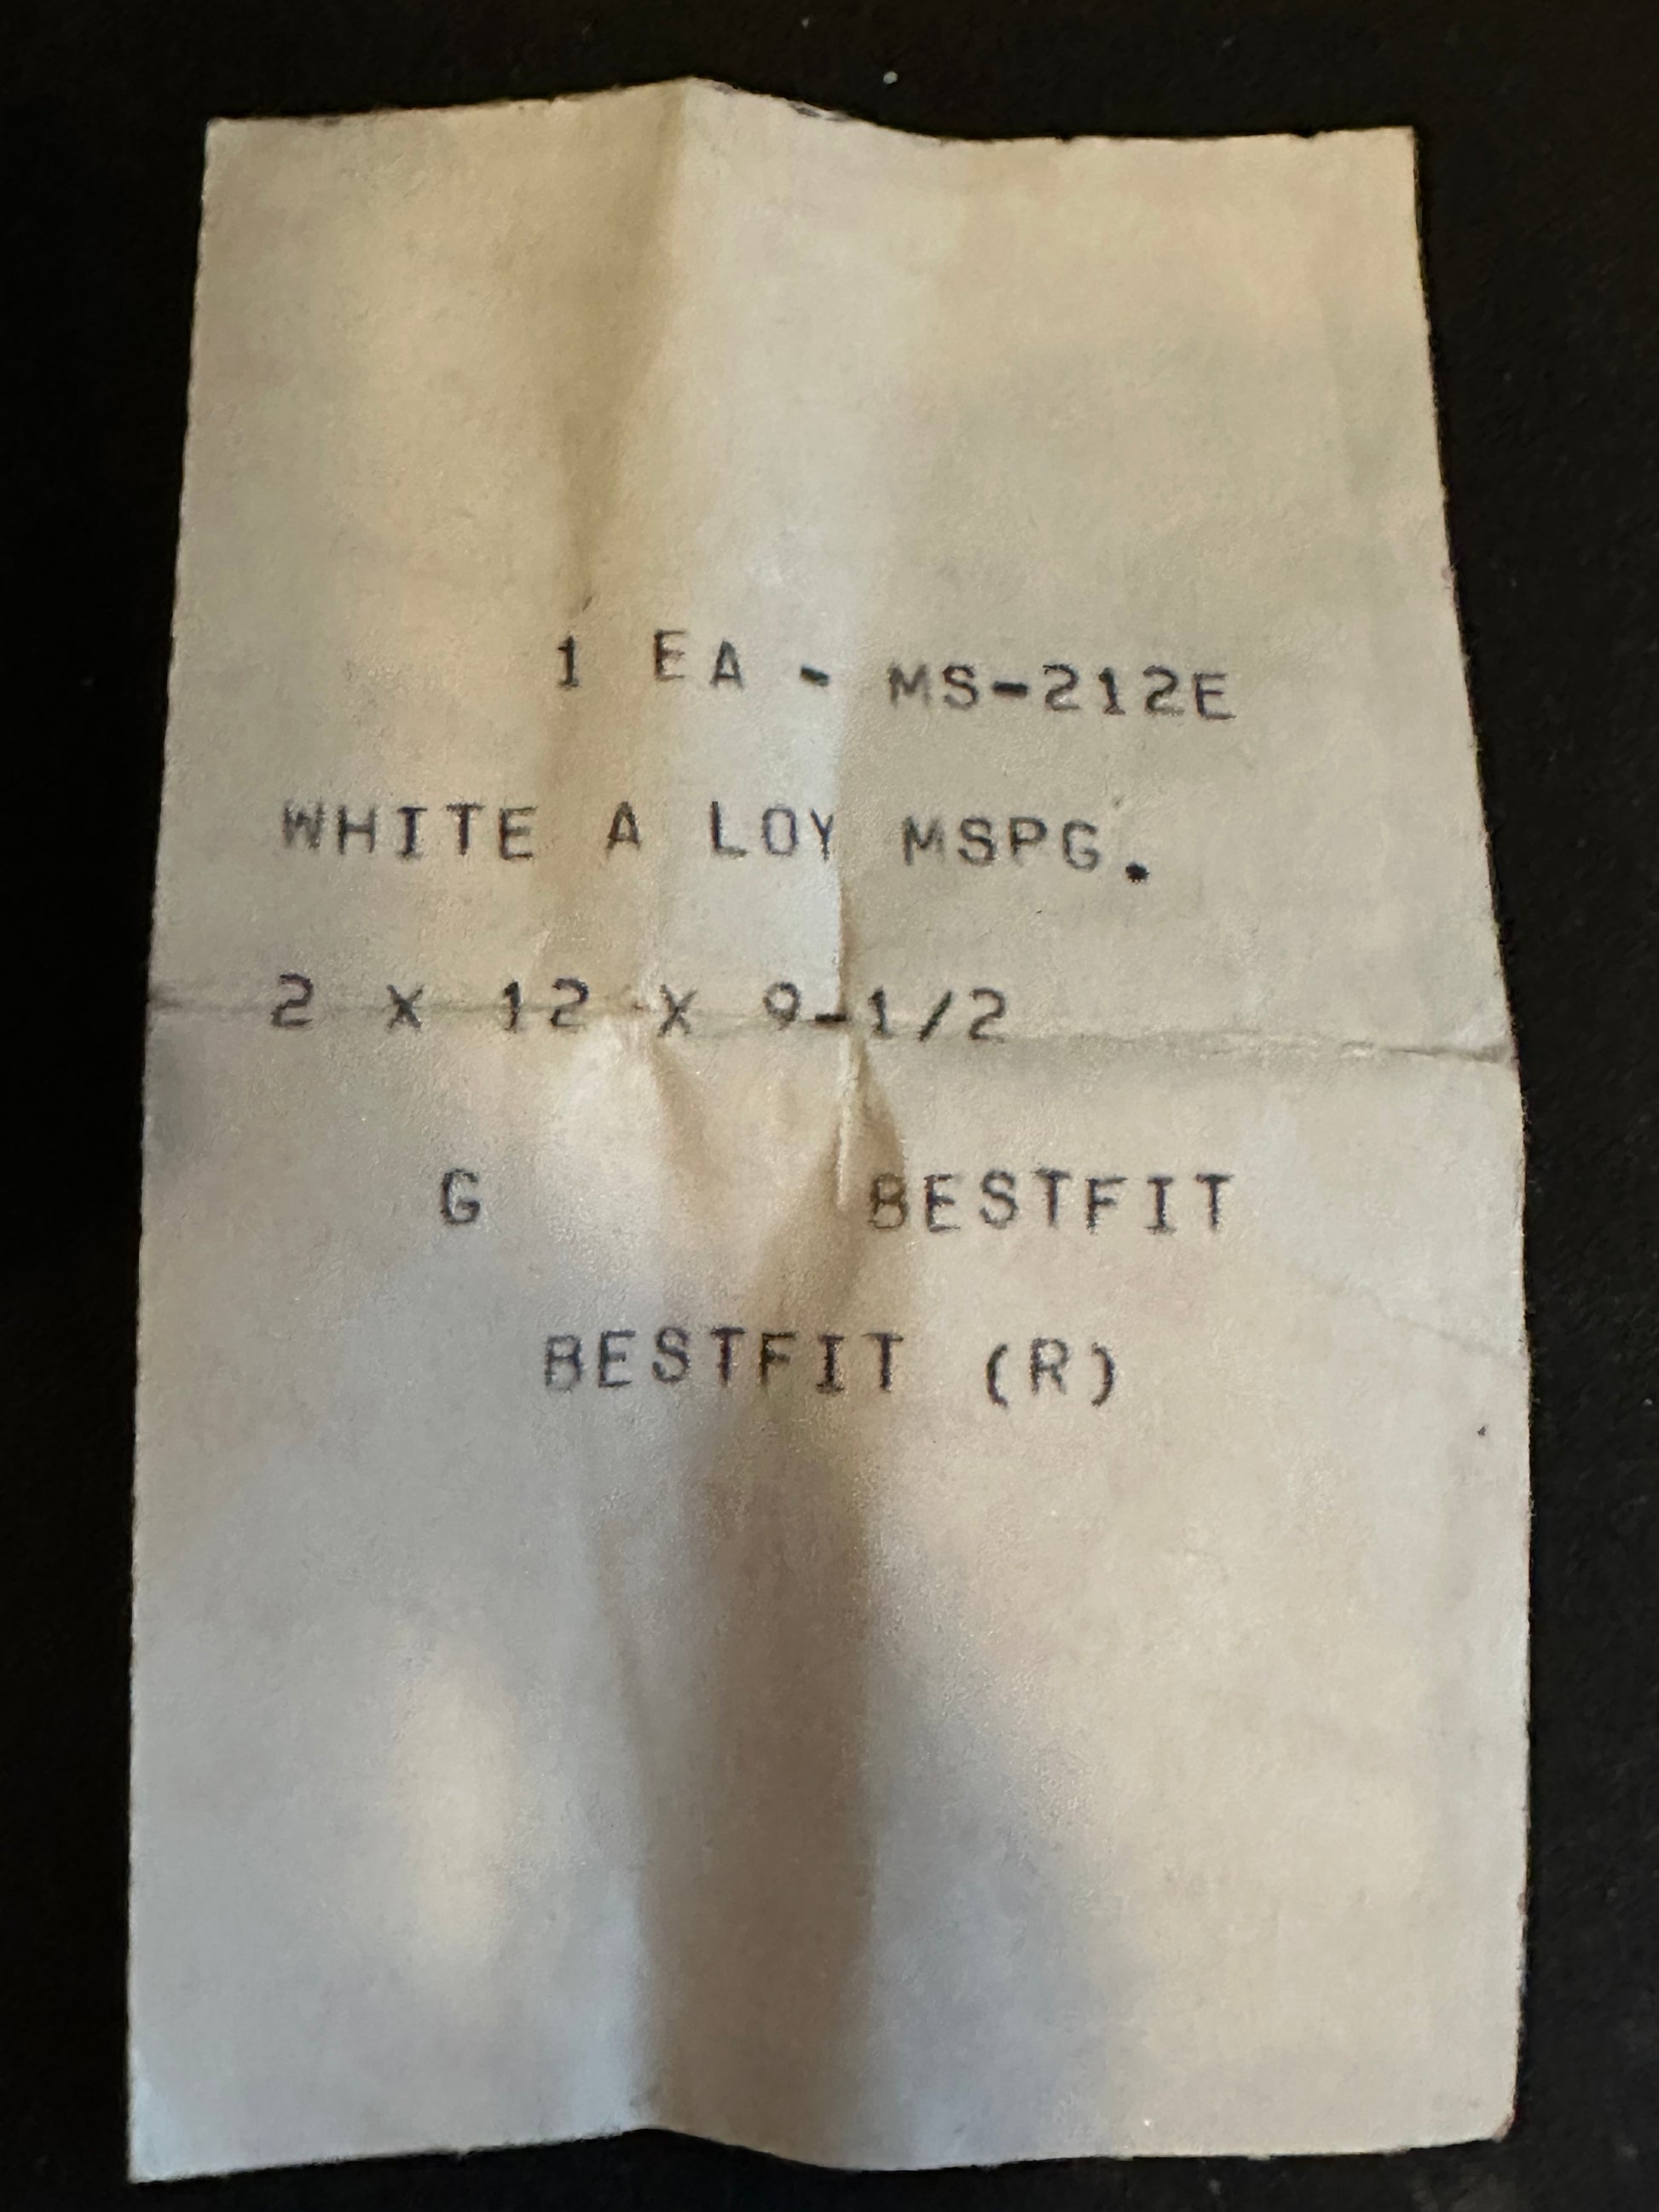 1 EA - MS-212E
WHITE A LOY MSPG.
2 X 12 X 9-1/2
G BESTFIT
BESTFIT (R)